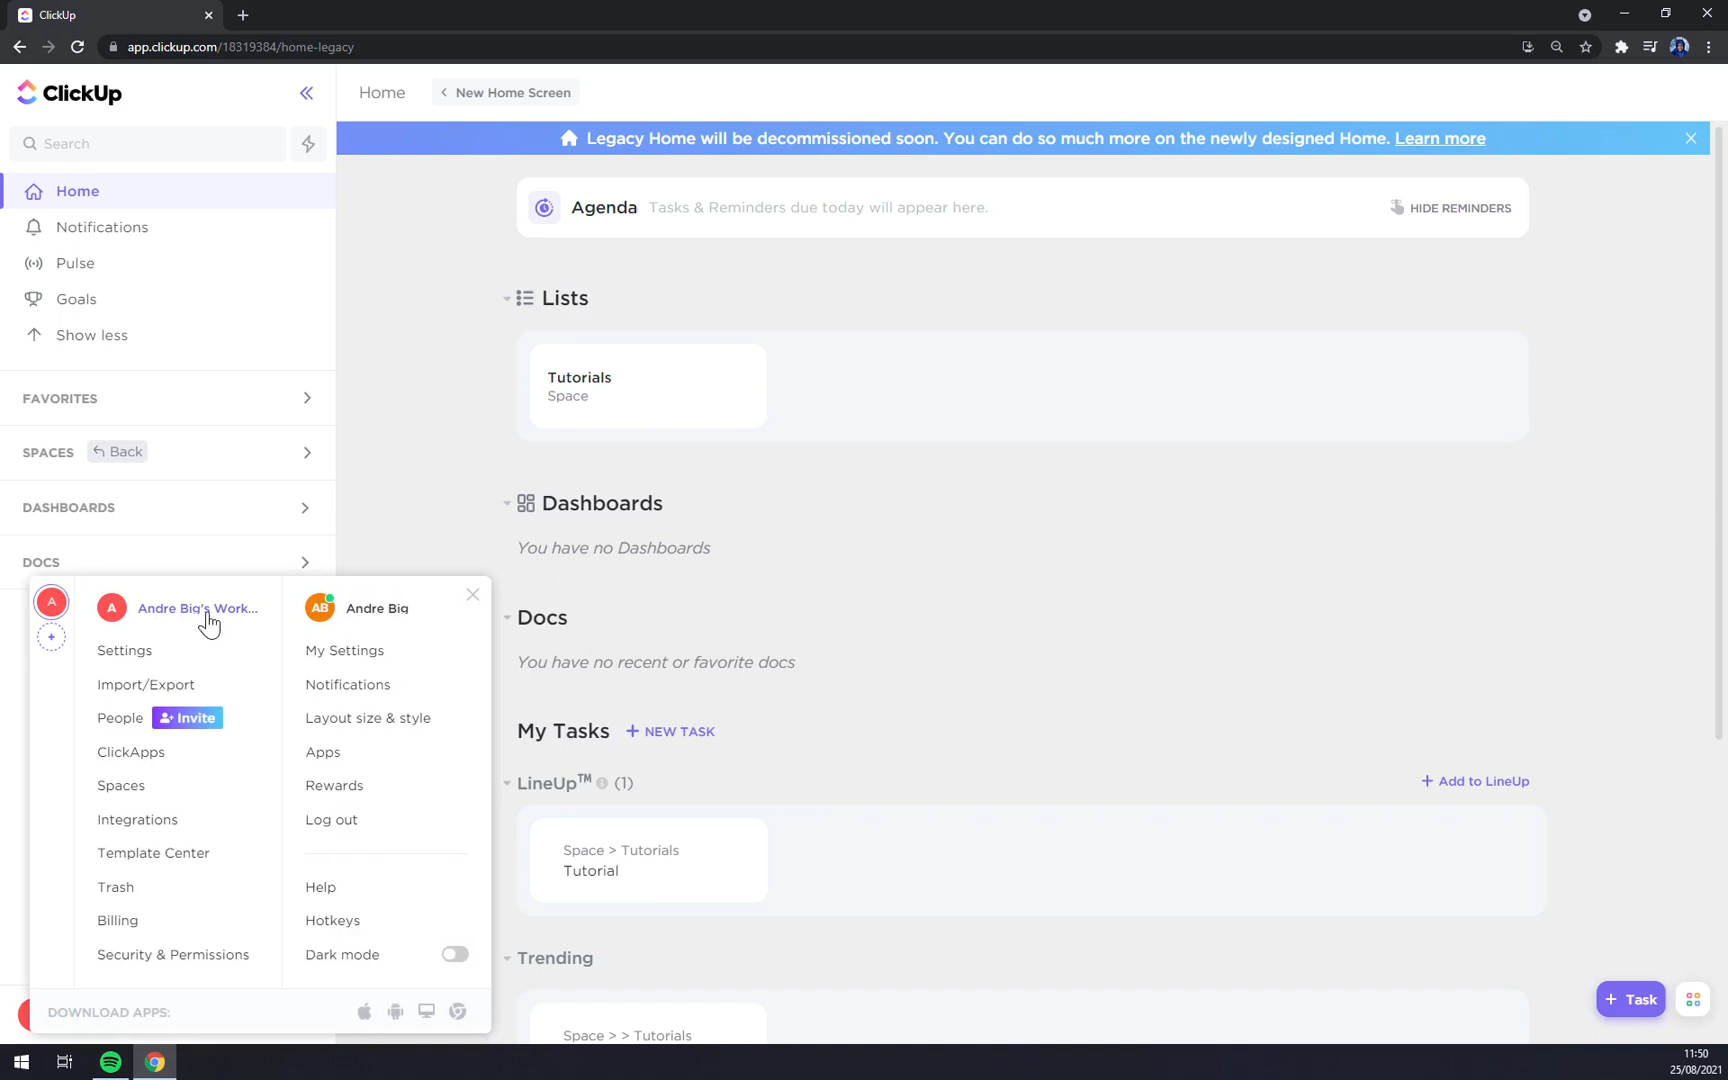 ClickUp
app.clickup.com/18319384/home-legacy
ClickUp
Search
Home
Notifications
Pulse
Goals
Show less
FAVORITES
SPACES Back
DASHBOARDS
DOCS
A
+
A Andre Big's Work...
Settings
Import/Export
People Invite
ClickApps
Spaces
Integrations
Template Center
Trash
Billing
Security & Permissions
AB Andre Big
My Settings
Notifications
Layout size & style
Apps
Rewards
Log out
Help
Hotkeys
Dark mode
DOWNLOAD APPS:
Home New Home Screen
Legacy Home will be decommissioned soon. You can do so much more on the newly designed Home. Learn more
Agenda Tasks & Reminders due today will appear here. HIDE REMINDERS
Lists
Tutorials
Space
Dashboards
You have no Dashboards
Docs
You have no recent or favorite docs
My Tasks + NEW TASK
LineUp™ (1) + Add to LineUp
Space > Tutorials
Tutorial
Trending
Space > > Tutorials
+ Task
11:50
25/08/2021